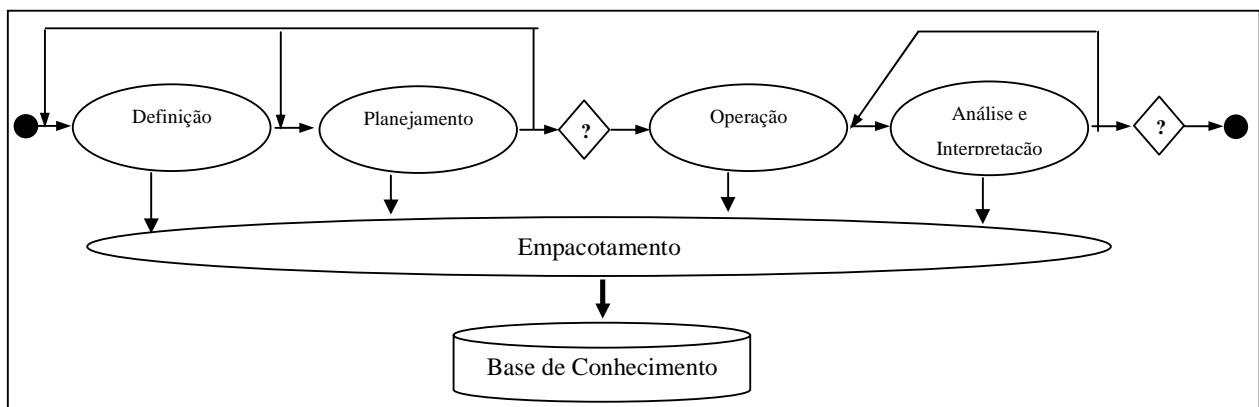 Definição
Planejamento
?
Operação
Análise e
Interpretação
?
Empacotamento
Base de Conhecimento